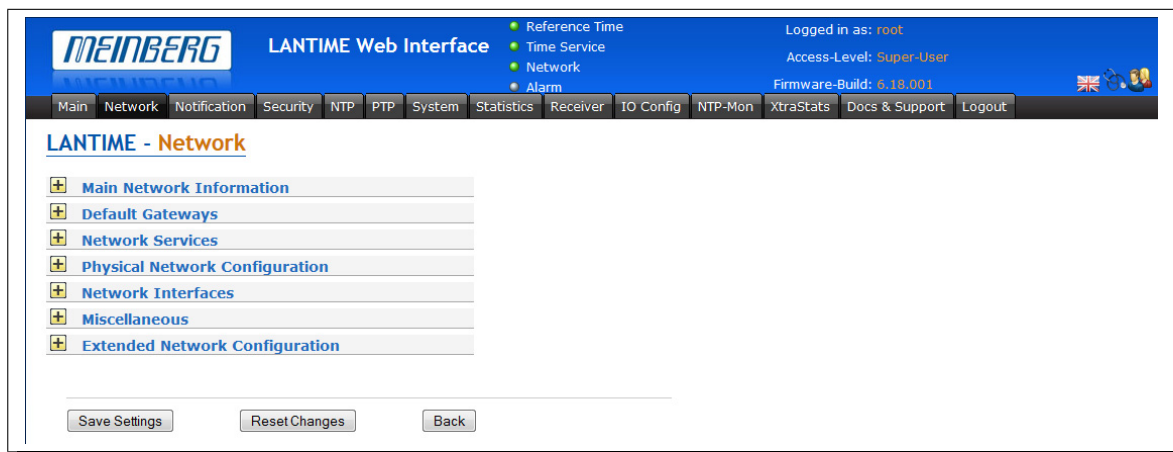 MEINBERG
LANTIME Web Interface
Reference Time
Time Service
Network
Alarm
Logged in as: root
Access-Level: Super-User
Firmware-Build: 6.18.001
Main Network Notification Security NTP PTP System Statistics Receiver IO Config NTP-Mon XtraStats Docs & Support Logout
LANTIME - Network
Main Network Information
Default Gateways
Network Services
Physical Network Configuration
Network Interfaces
Miscellaneous
Extended Network Configuration
Save Settings Reset Changes Back